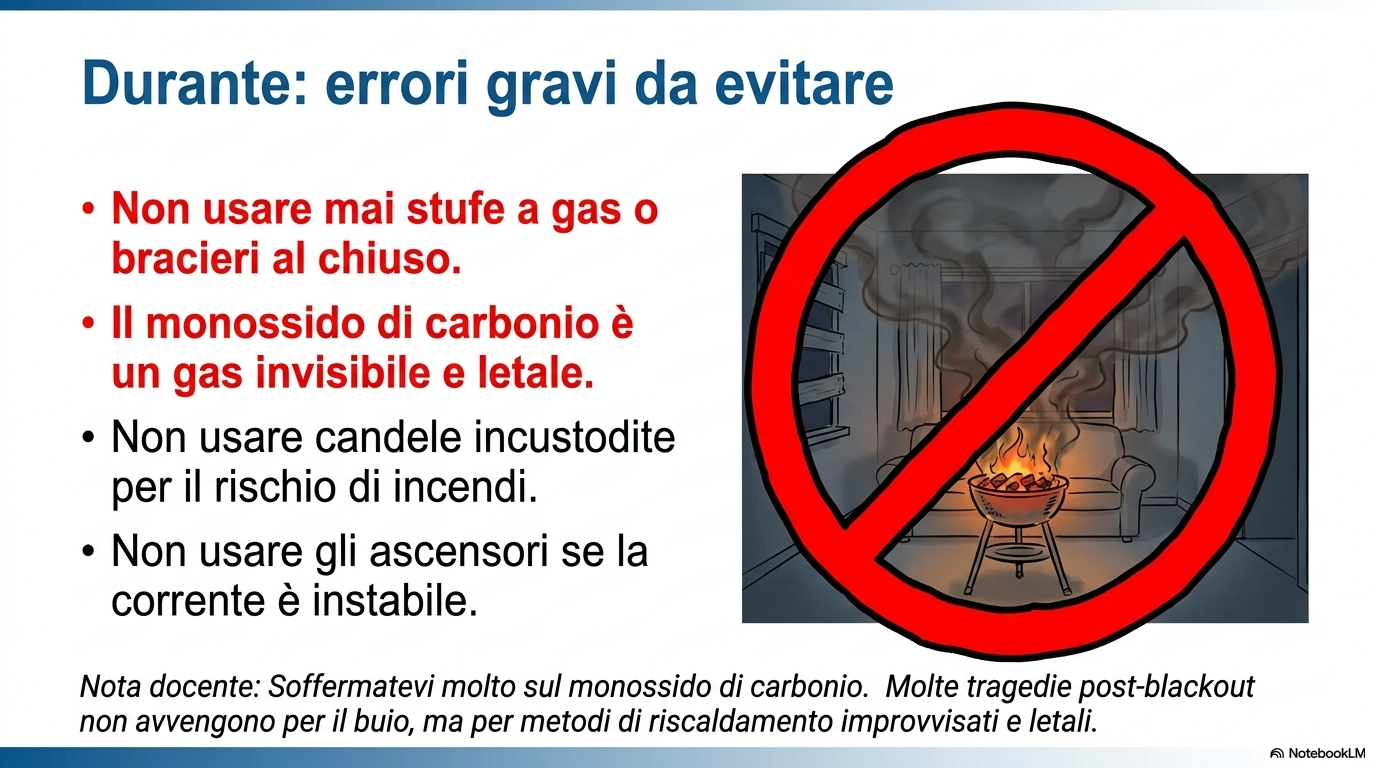 Durante: errori gravi da evitare
• Non usare mai stufe a gas o
bracieri al chiuso.
• Il monossido di carbonio è
un gas invisibile e letale.
• Non usare candele incustodite
per il rischio di incendi.
• Non usare gli ascensori se la
corrente è instabile.
Nota docente: Soffermatevi molto sul monossido di carbonio. Molte tragedie post-blackout
non avvengono per il buio, ma per metodi di riscaldamento improvvisati e letali.
NotebookLM